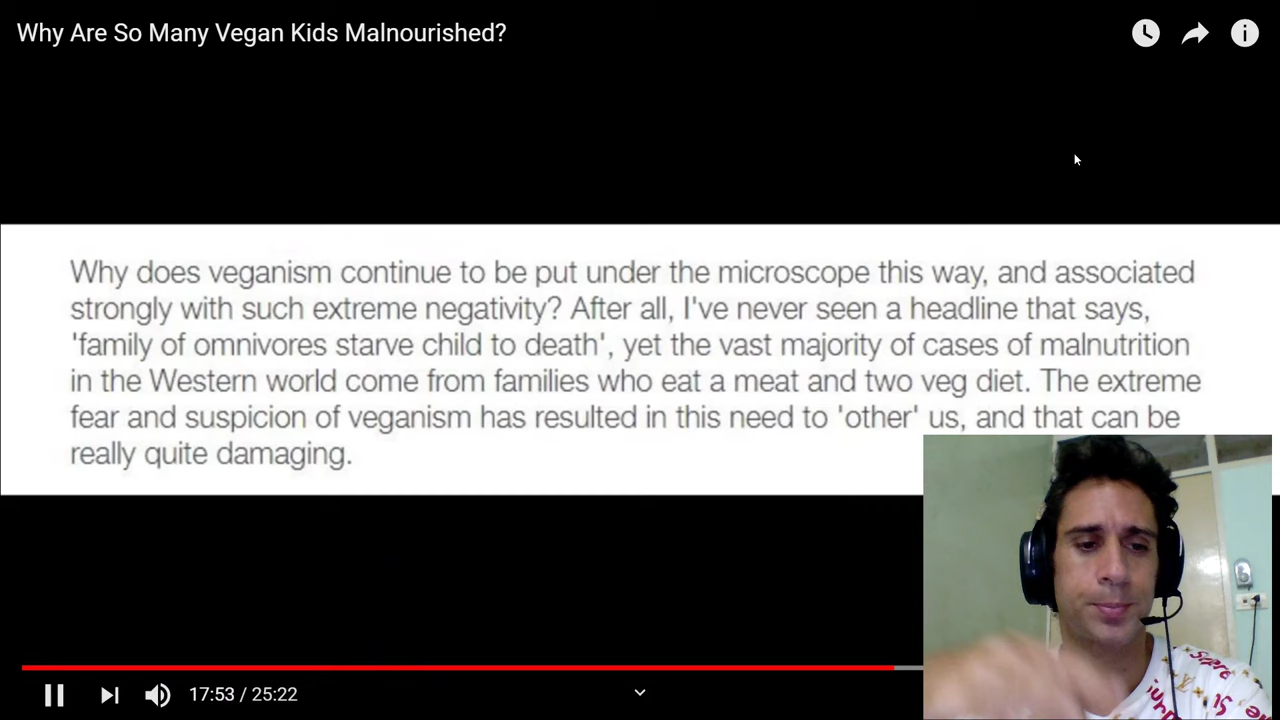 Why Are So Many Vegan Kids Malnourished?
Why does veganism continue to be put under the microscope this way, and associated
strongly with such extreme negativity? After all, I've never seen a headline that says,
'family of omnivores starve child to death', yet the vast majority of cases of malnutrition
in the Western world come from families who eat a meat and two veg diet. The extreme
fear and suspicion of veganism has resulted in this need to 'other' us, and that can be
really quite damaging.
17:53 / 25:22